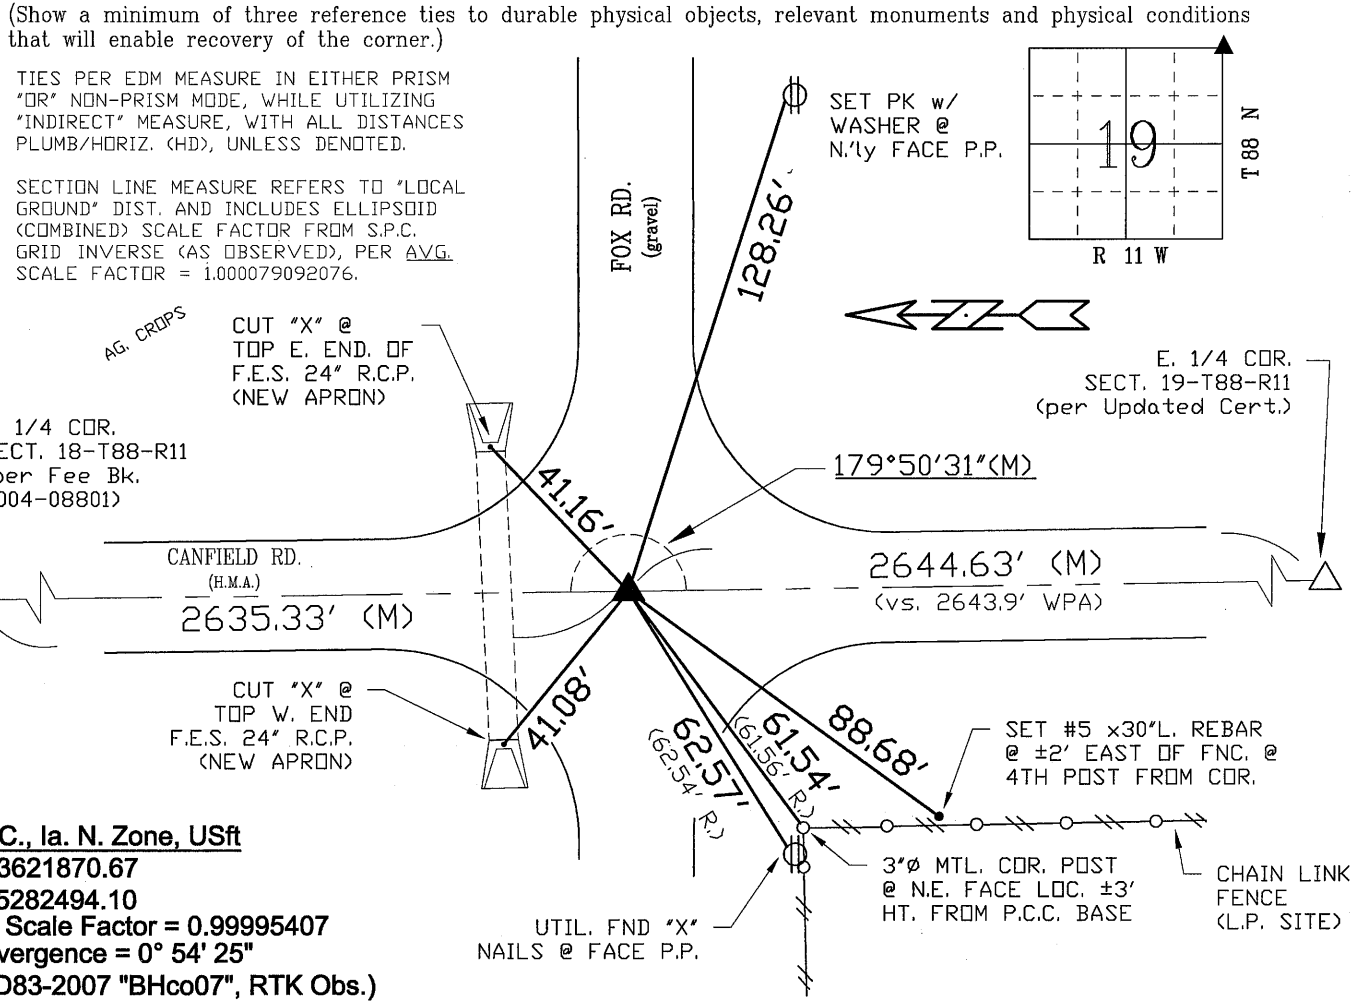 (Show a minimum of three reference ties to durable physical objects, relevant monuments and physical conditions
that will enable recovery of the corner.)
TIES PER EDM MEASURE IN EITHER PRISM
"OR" NON-PRISM MODE, WHILE UTILIZING
"INDIRECT" MEASURE, WITH ALL DISTANCES
PLUMB/HORIZ. (HD), UNLESS DENOTED.
SECTION LINE MEASURE REFERS TO "LOCAL
GROUND" DIST. AND INCLUDES ELLIPSOID
(COMBINED) SCALE FACTOR FROM S.P.C.
GRID INVERSE (AS OBSERVED), PER AVG.
SCALE FACTOR = 1.000079092076.
SET PK w/
WASHER @
N.'ly FACE P.P.
19
T 88 N
R 11 W
FOX RD.
(gravel)
128.26'
AG. CROPS
CUT "X" @
TOP E. END. OF
F.E.S. 24" R.C.P.
(NEW APRON)
E. 1/4 COR.
SECT. 19-T88-R11
(per Updated Cert.)
1/4 COR.
ECT. 18-T88-R11
per Fee Bk.
004-08801)
41.16'
179°50'31"(M)
CANFIELD RD.
(H.M.A.)
2635.33' (M)
2644.63' (M)
(vs. 2643.9' WPA)
CUT "X" @
TOP W. END
F.E.S. 24" R.C.P.
(NEW APRON)
41.08'
62.57'
(62.54' R.)
61.54'
(61.56' R.)
88.68'
SET #5 x30"L. REBAR
@ ±2' EAST OF FNC. @
4TH POST FROM COR.
C., Ia. N. Zone, USft
3621870.67
5282494.10
Scale Factor = 0.99995407
vergence = 0° 54' 25"
D83-2007 "BHco07", RTK Obs.)
UTIL. FND "X"
NAILS @ FACE P.P.
3"Ø MTL. COR. POST
@ N.E. FACE LOC. ±3'
HT. FROM P.C.C. BASE
CHAIN LINK
FENCE
(L.P. SITE)